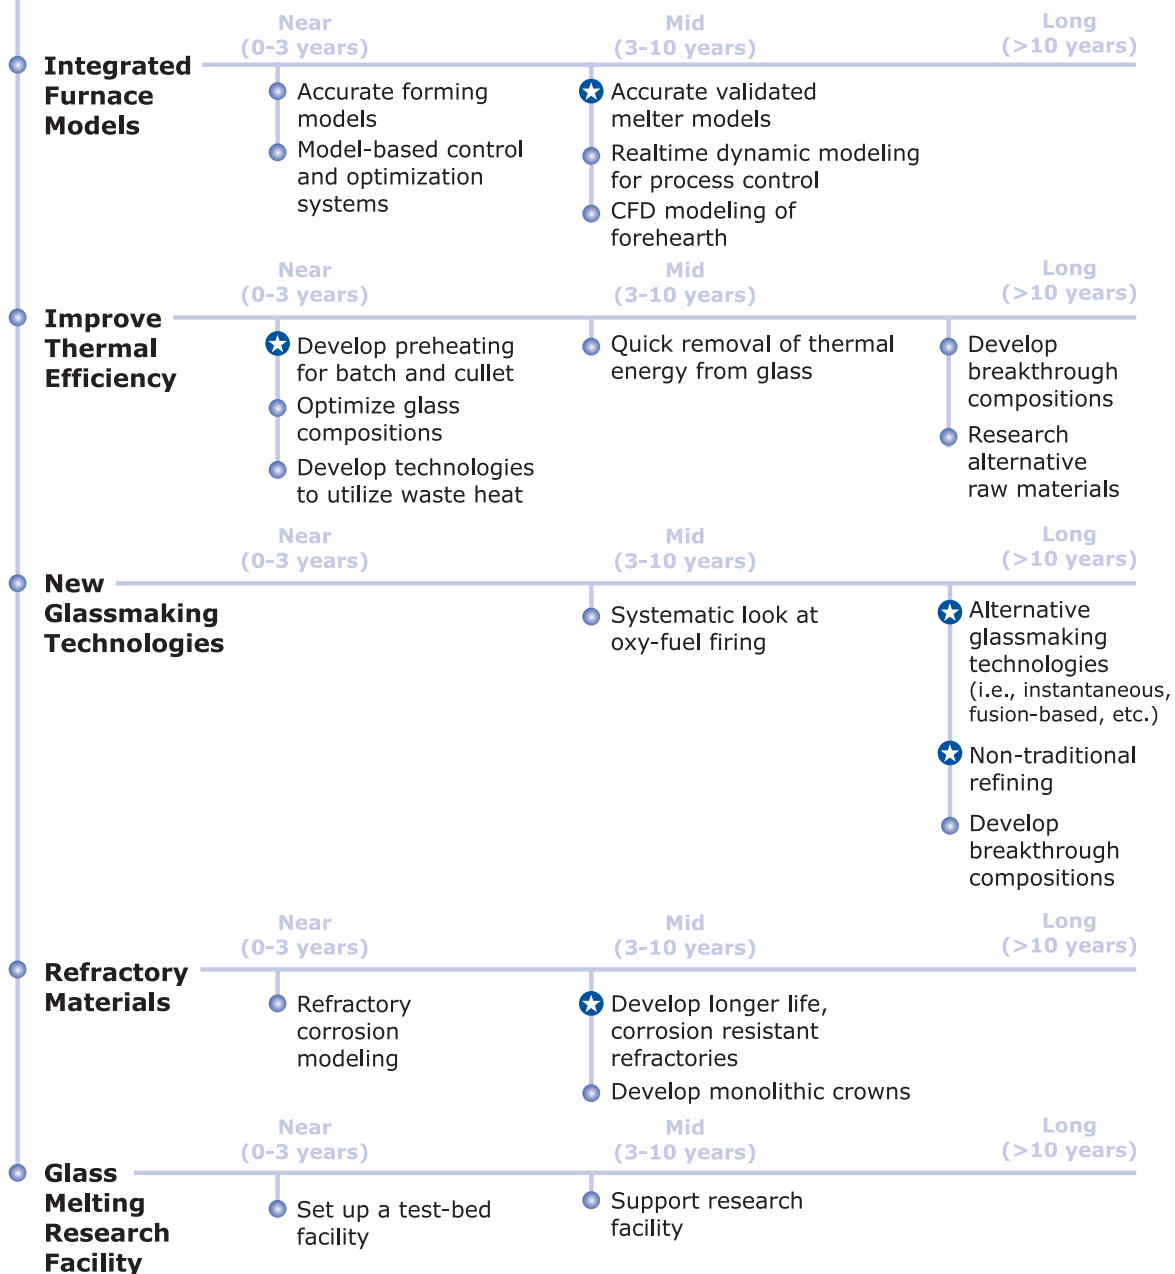 Near
(0-3 years)
Mid
(3-10 years)
Long
(>10 years)
Integrated
Furnace
Models
Accurate forming
models
Model-based control
and optimization
systems
Accurate validated
melter models
Realtime dynamic modeling
for process control
CFD modeling of
forehearth
Near
(0-3 years)
Mid
(3-10 years)
Long
(>10 years)
Improve
Thermal
Efficiency
Develop preheating
for batch and cullet
Optimize glass
compositions
Develop technologies
to utilize waste heat
Quick removal of thermal
energy from glass
Develop
breakthrough
compositions
Research
alternative
raw materials
Near
(0-3 years)
Mid
(3-10 years)
Long
(>10 years)
New
Glassmaking
Technologies
Systematic look at
oxy-fuel firing
Alternative
glassmaking
technologies
(i.e., instantaneous,
fusion-based, etc.)
Non-traditional
refining
Develop
breakthrough
compositions
Near
(0-3 years)
Mid
(3-10 years)
Long
(>10 years)
Refractory
Materials
Refractory
corrosion
modeling
Develop longer life,
corrosion resistant
refractories
Develop monolithic crowns
Near
(0-3 years)
Mid
(3-10 years)
Long
(>10 years)
Glass
Melting
Research
Facility
Set up a test-bed
facility
Support research
facility